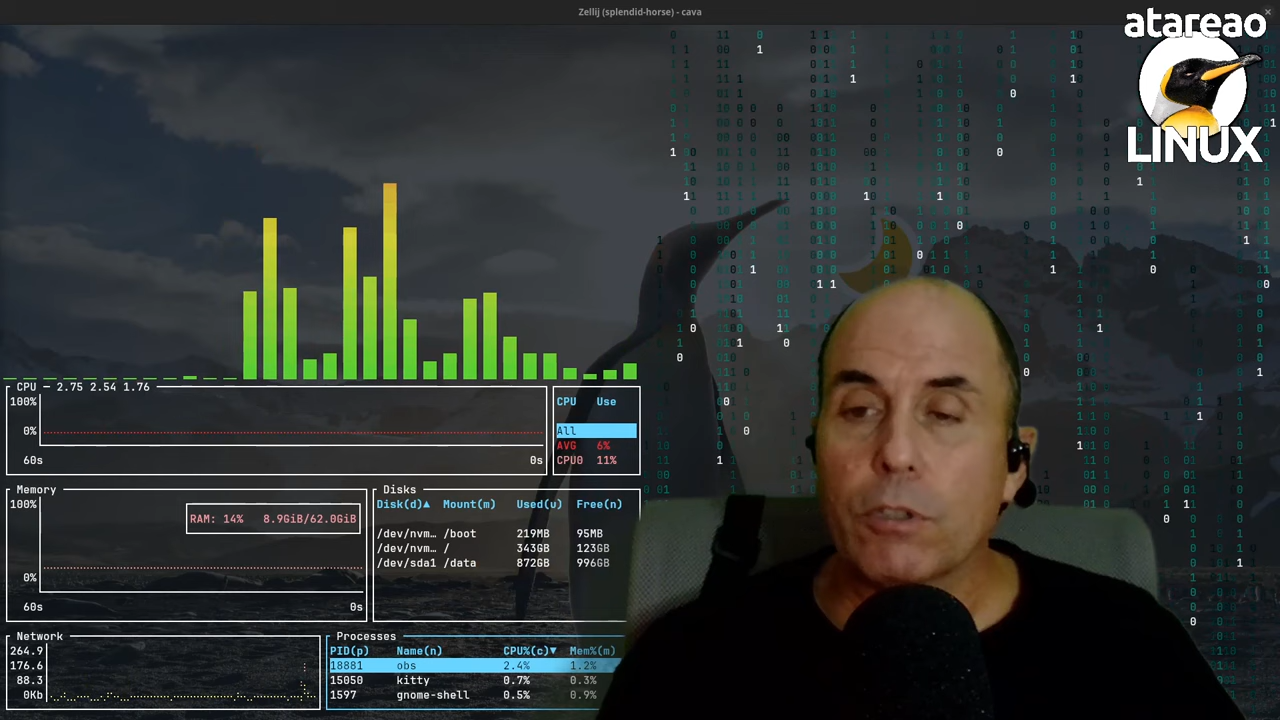 Zellij (splendid-horse) - cava
atareao
LINUX
CPU — 2.75 2.54 1.76
100%
0%
60s 0s
CPU Use
All
AVG 6%
CPU0 11%
Memory
100%
RAM: 14% 8.9GiB/62.0GiB
0%
60s 0s
Disks
Disk(d)▲ Mount(m) Used(u) Free(n)
/dev/nvm… /boot 219MB 95MB
/dev/nvm… / 343GB 123GB
/dev/sda1 /data 872GB 996GB
Network
264.9
176.6
88.3
0Kb
Processes
PID(p) Name(n) CPU%(c)▼ Mem%(m)
18881 obs 2.4% 1.2%
15050 kitty 0.7% 0.3%
1597 gnome-shell 0.5% 0.9%